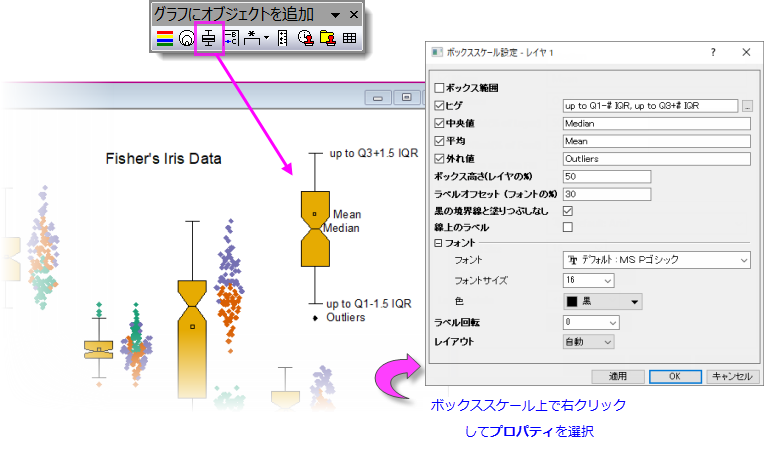 グラフにオブジェクトを追加
Fisher's Iris Data
up to Q3+1.5 IQR
Mean
Median
up to Q1-1.5 IQR
Outliers
ボックススケール設定 - レイヤ 1
ボックス範囲
ヒゲ up to Q1-# IQR, up to Q3+# IQR ...
中央値 Median
平均 Mean
外れ値 Outliers
ボックス高さ(レイヤの%) 50
ラベルオフセット (フォントの%) 30
黒の境界線と塗りつぶしなし
線上のラベル
フォント
フォント デフォルト: MS Pゴシック
フォントサイズ 16
色 黒
ラベル回転 0
レイアウト 自動
適用 OK キャンセル
ボックススケール上で右クリック
してプロパティを選択